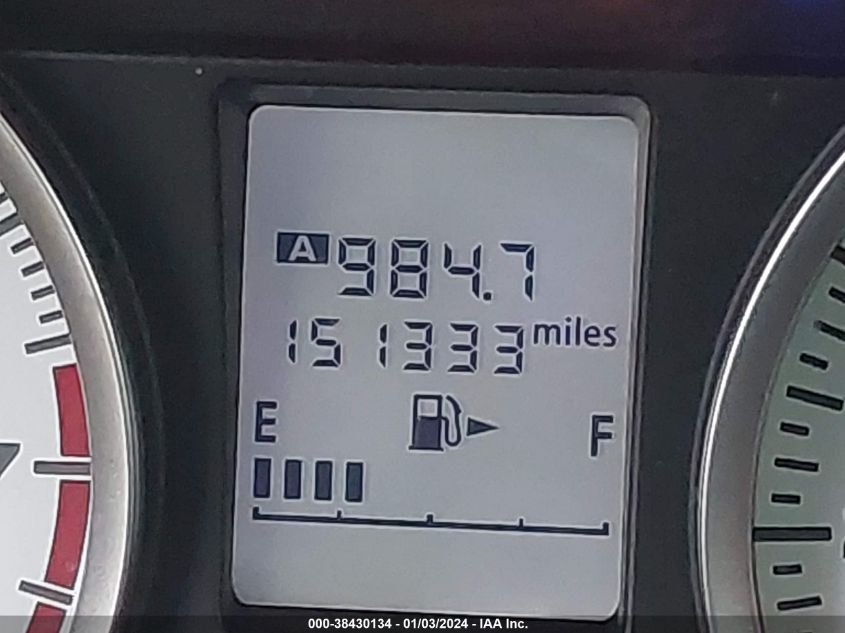 A 984.7
151333 miles
E F
000-38430134 - 01/03/2024 - IAA Inc.